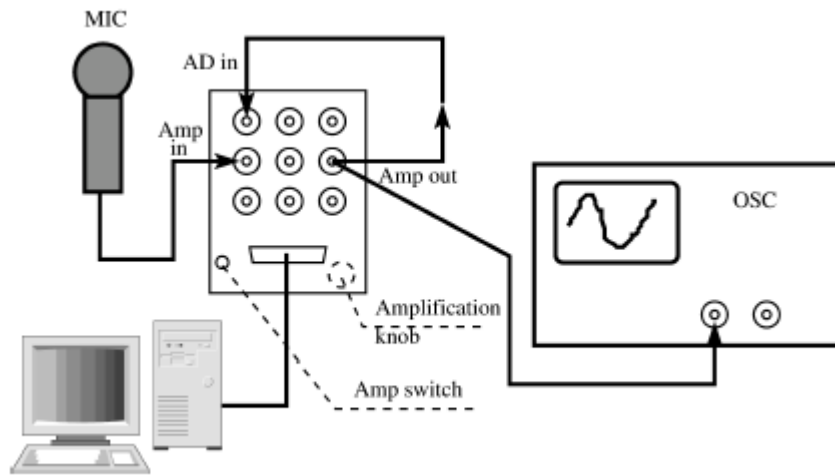 MIC
AD in
Amp
in
Amp out
OSC
Amplification
knob
Amp switch